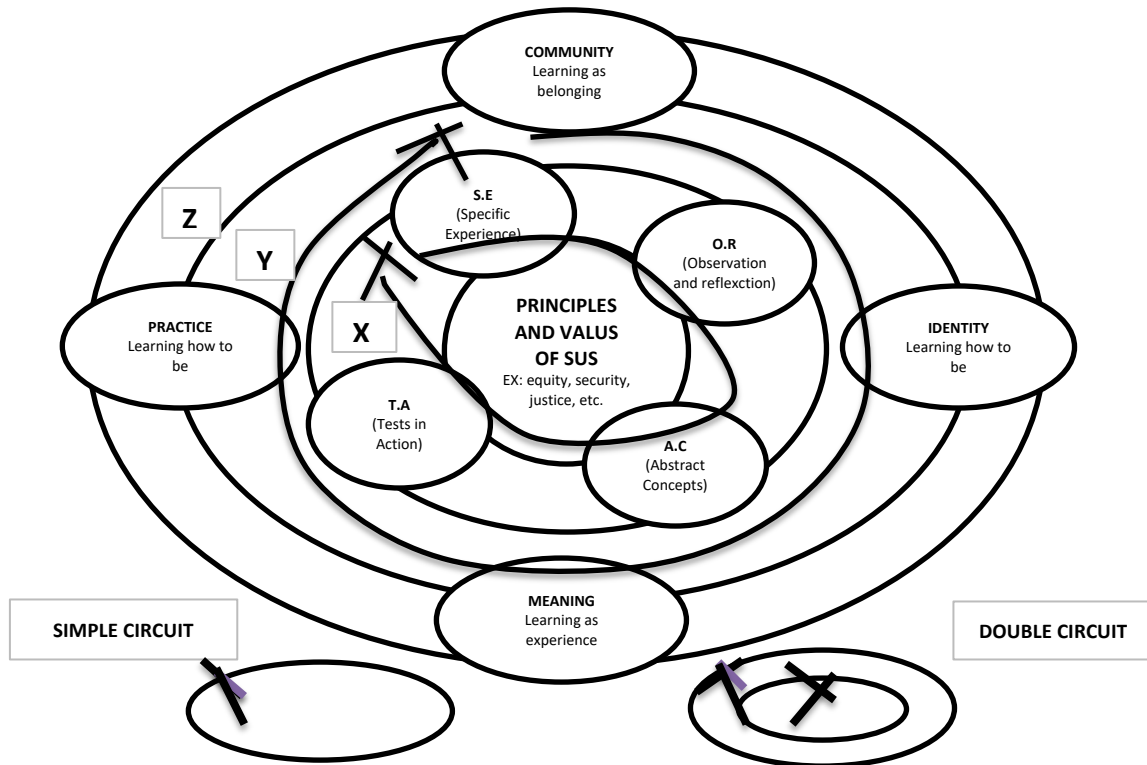 COMMUNITY
Learning as
belonging
S.E
(Specific
Experience)
Z
O.R
(Observation
and reflexction)
Y
PRINCIPLES
AND VALUS
OF SUS
EX: equity, security,
justice, etc.
X
PRACTICE
Learning how to
be
IDENTITY
Learning how to
be
T.A
(Tests in
Action)
A.C
(Abstract
Concepts)
MEANING
Learning as
experience
SIMPLE CIRCUIT
DOUBLE CIRCUIT